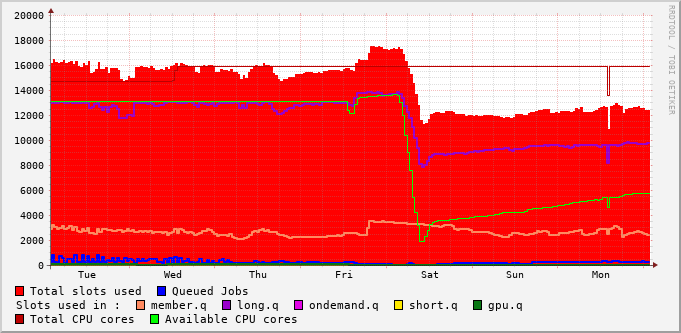 20000
18000
16000
14000
12000
10000
8000
6000
4000
2000
0
Tue Wed Thu Fri Sat Sun Mon
RRDTOOL / TOBI OETIKER
Total slots used Queued Jobs
Slots used in : member.q long.q ondemand.q short.q gpu.q
Total CPU cores Available CPU cores